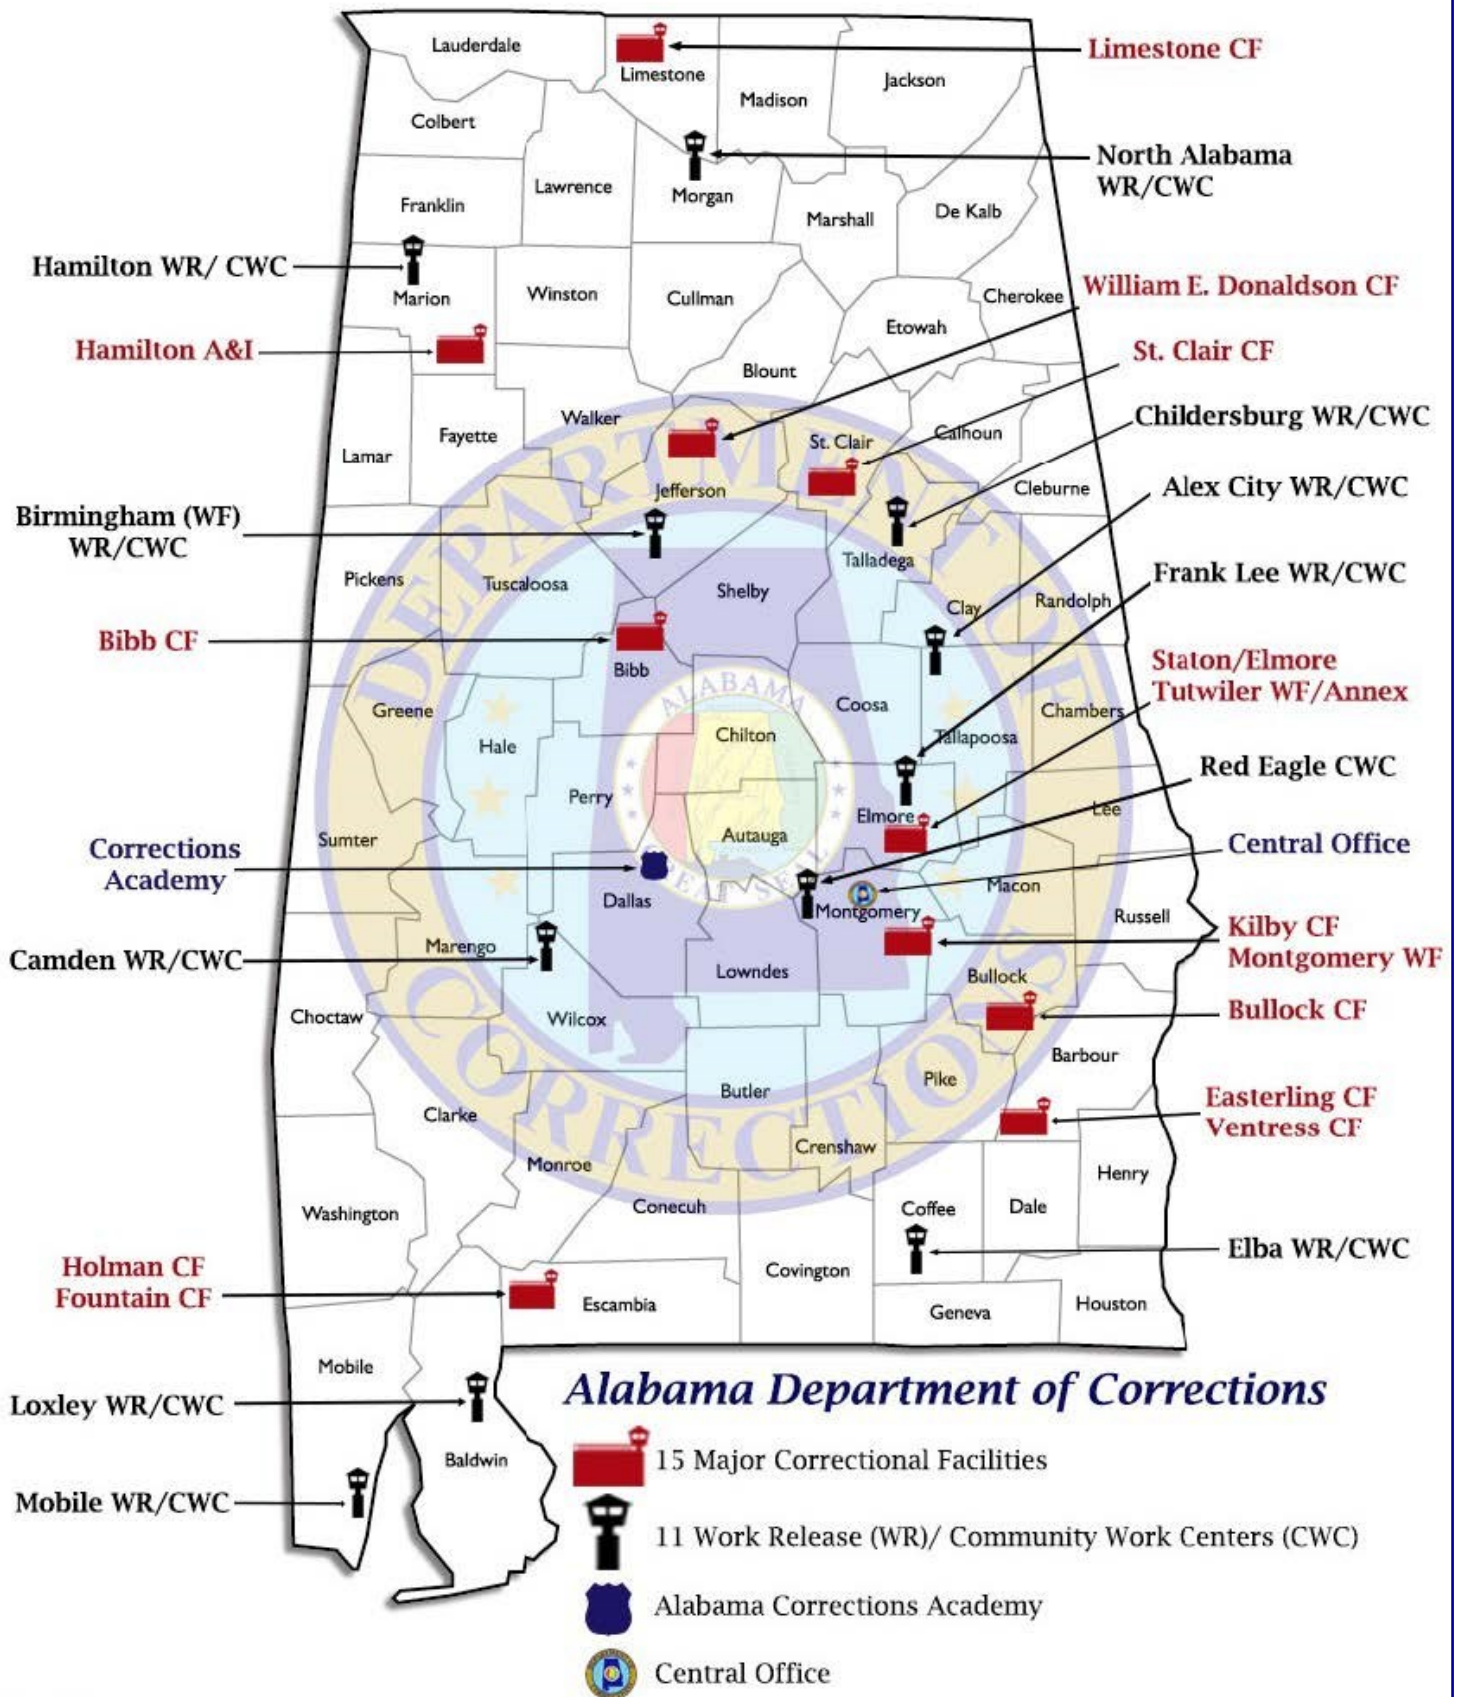 Lauderdale
Limestone
Limestone CF
Madison
Jackson
Colbert
North Alabama
WR/CWC
Lawrence
Morgan
Franklin
Marshall
De Kalb
Hamilton WR/ CWC
Marion
Winston
Cullman
Cherokee
William E. Donaldson CF
Etowah
Hamilton A&I
St. Clair CF
Blount
Walker
Childersburg WR/CWC
Fayette
St. Clair
Calhoun
Lamar
Jefferson
Cleburne
Alex City WR/CWC
Birmingham (WF)
WR/CWC
Talladega
Pickens
Tuscaloosa
Shelby
Frank Lee WR/CWC
Clay
Randolph
Bibb CF
Bibb
Staton/Elmore
Tutwiler WF/Annex
Greene
Coosa
Chambers
Hale
Chilton
Tallapoosa
Red Eagle CWC
Perry
Elmore
Lee
Sumter
Autauga
Corrections
Academy
Central Office
Dallas
Macon
Montgomery
Russell
Kilby CF
Montgomery WF
Marengo
Camden WR/CWC
Lowndes
Bullock
Bullock CF
Choctaw
Wilcox
Barbour
Pike
Butler
Easterling CF
Ventress CF
Clarke
Crenshaw
Monroe
Henry
Washington
Conecuh
Coffee
Dale
Elba WR/CWC
Holman CF
Fountain CF
Covington
Escambia
Geneva
Houston
Mobile
Loxley WR/CWC
Baldwin
Mobile WR/CWC
DEPARTMENT OF
CORRECTIONS
ALABAMA
GREAT SEAL
Alabama Department of Corrections
15 Major Correctional Facilities
11 Work Release (WR)/ Community Work Centers (CWC)
Alabama Corrections Academy
Central Office